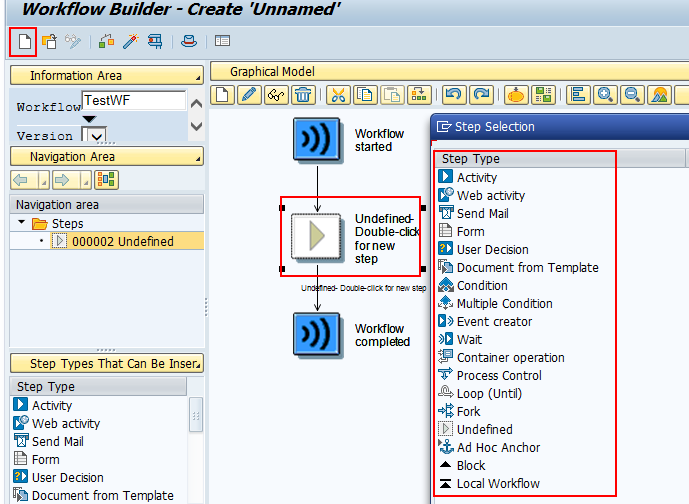 Workflow Builder - Create 'Unnamed'
Information Area
Workflow TestWF
Version
Navigation Area
Navigation area
Steps
000002 Undefined
Step Types That Can Be Inser
Step Type
Activity
Web activity
Send Mail
Form
User Decision
Document from Template
Graphical Model
Workflow
started
Undefined-
Double-click
for new
step
Undefined- Double-click for new step
Workflow
completed
Step Selection
Step Type
Activity
Web activity
Send Mail
Form
User Decision
Document from Template
Condition
Multiple Condition
Event creator
Wait
Container operation
Process Control
Loop (Until)
Fork
Undefined
Ad Hoc Anchor
Block
Local Workflow